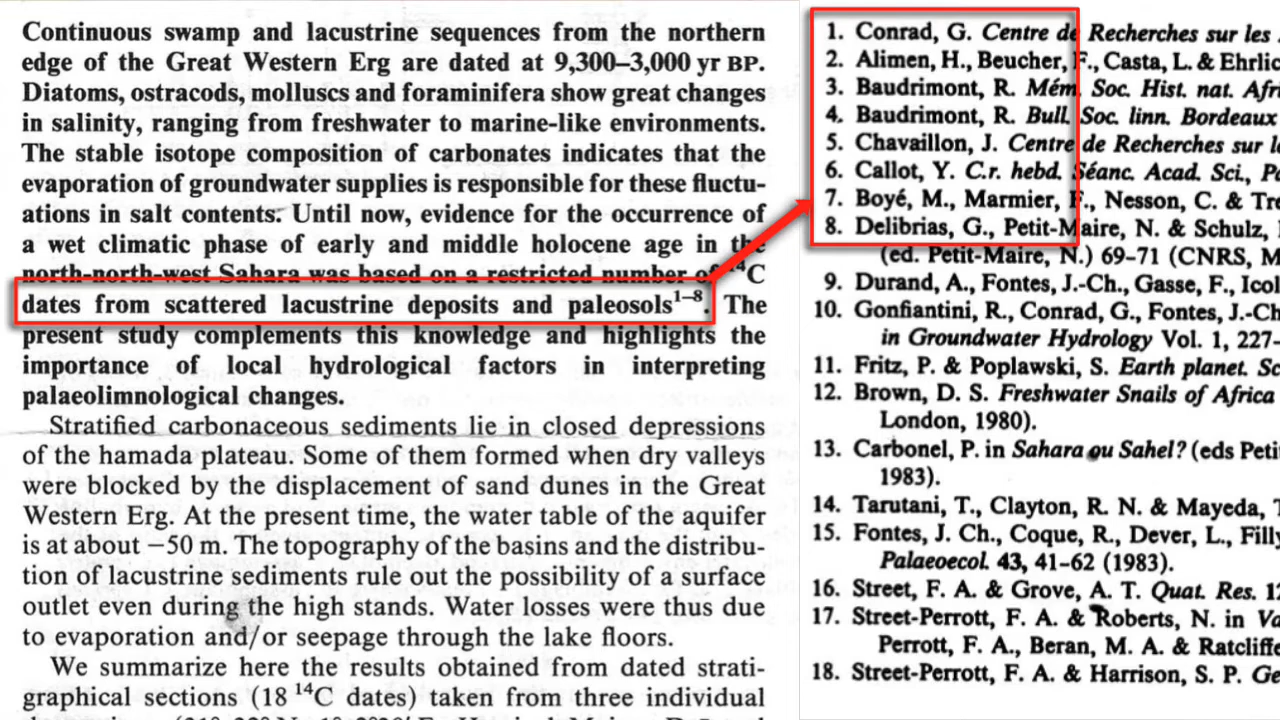 Continuous swamp and lacustrine sequences from the northern
edge of the Great Western Erg are dated at 9,300–3,000 yr BP.
Diatoms, ostracods, molluscs and foraminifera show great changes
in salinity, ranging from freshwater to marine-like environments.
The stable isotope composition of carbonates indicates that the
evaporation of groundwater supplies is responsible for these fluctu-
ations in salt contents. Until now, evidence for the occurrence of
a wet climatic phase of early and middle holocene age in the
north-north-west Sahara was based on a restricted number of ¹⁴C
dates from scattered lacustrine deposits and paleosols¹⁻⁸. The
present study complements this knowledge and highlights the
importance of local hydrological factors in interpreting
palaeolimnological changes.
Stratified carbonaceous sediments lie in closed depressions
of the hamada plateau. Some of them formed when dry valleys
were blocked by the displacement of sand dunes in the Great
Western Erg. At the present time, the water table of the aquifer
is at about −50 m. The topography of the basins and the distribu-
tion of lacustrine sediments rule out the possibility of a surface
outlet even during the high stands. Water losses were thus due
to evaporation and/or seepage through the lake floors.
We summarize here the results obtained from dated strati-
graphical sections (18 ¹⁴C dates) taken from three individual
1. Conrad, G. Centre de Recherches sur les
2. Alimen, H., Beucher, F., Casta, L. & Ehrlic
3. Baudrimont, R. Mém. Soc. Hist. nat. Afri
4. Baudrimont, R. Bull. Soc. linn. Bordeaux
5. Chavaillon, J. Centre de Recherches sur le
6. Callot, Y. C.r. hebd. Séanc. Acad. Sci., Pa
7. Boyé, M., Marmier, F., Nesson, C. & Tre
8. Delibrias, G., Petit-Maire, N. & Schulz,
(ed. Petit-Maire, N.) 69-71 (CNRS, M
9. Durand, A., Fontes, J.-Ch., Gasse, F., Icol
10. Gonfiantini, R., Conrad, G., Fontes, J.-Ch
in Groundwater Hydrology Vol. 1, 227-
11. Fritz, P. & Poplawski, S. Earth planet. Sc
12. Brown, D. S. Freshwater Snails of Africa
London, 1980).
13. Carbonel, P. in Sahara ou Sahel? (eds Peti
1983).
14. Tarutani, T., Clayton, R. N. & Mayeda, T
15. Fontes, J. Ch., Coque, R., Dever, L., Filly
Palaeoecol. 43, 41-62 (1983).
16. Street, F. A. & Grove, A. T. Quat. Res. 12
17. Street-Perrott, F. A. & Roberts, N. in Va
Perrott, F. A., Beran, M. A. & Ratcliffe
18. Street-Perrott, F. A. & Harrison, S. P. Ge